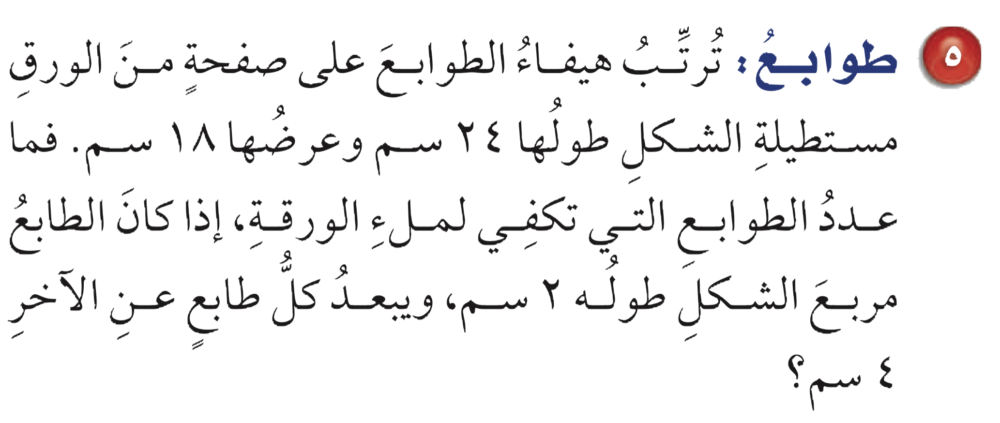 ٥ طوابعُ: تُرتِّبُ هيفاءُ الطوابعَ على صفحةٍ منَ الورقِ
مستطيلةِ الشكلِ طولُها ٢٤ سم وعرضُها ١٨ سم. فما
عددُ الطوابعِ التي تكفِي لملءِ الورقةِ، إذا كانَ الطابعُ
مربعَ الشكلِ طولُه ٢ سم، ويبعدُ كلُّ طابعٍ عنِ الآخرِ
٤ سم؟